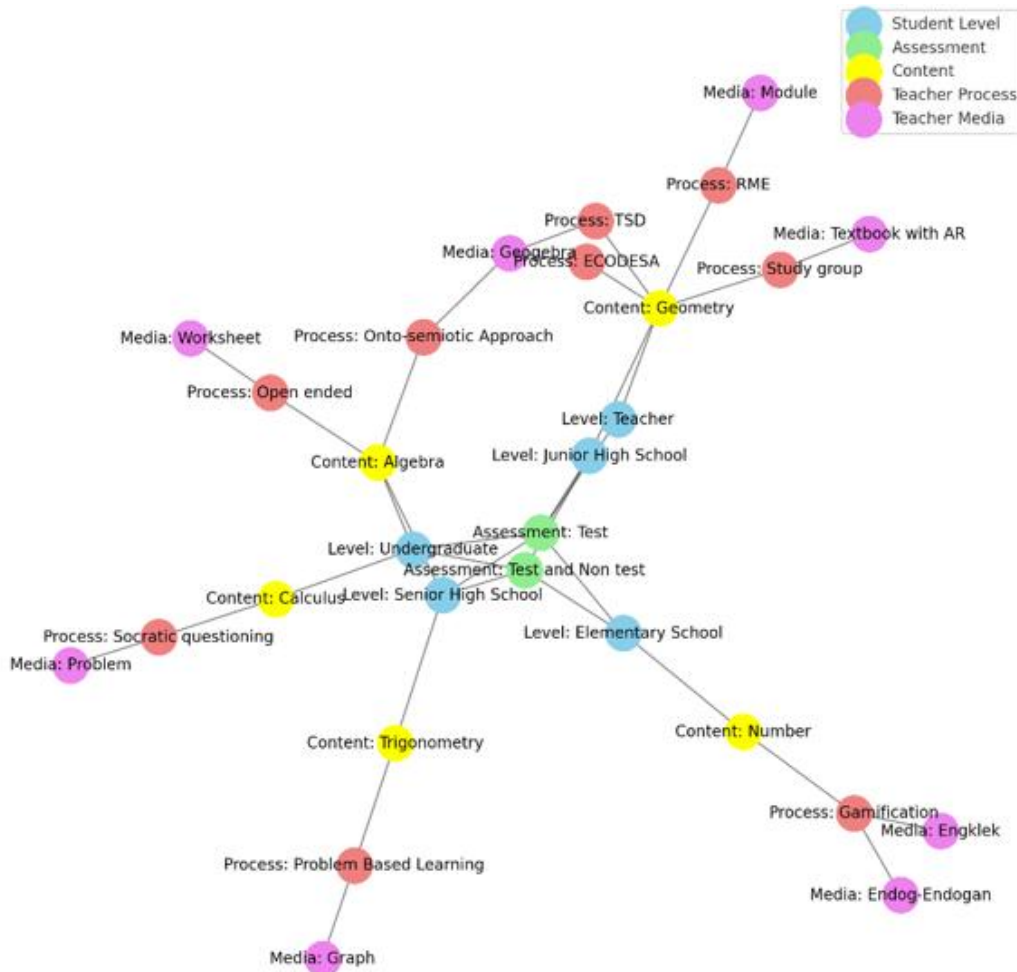 Student Level
Assessment
Content
Teacher Process
Teacher Media
Media: Module
Process: RME
Process: TSD
Media: Textbook with AR
Media: Geogebra
Process: ECODESA
Process: Study group
Content: Geometry
Media: Worksheet
Process: Onto-semiotic Approach
Process: Open ended
Level: Teacher
Level: Junior High School
Content: Algebra
Assessment: Test
Level: Undergraduate
Assessment: Test and Non test
Content: Calculus
Level: Senior High School
Level: Elementary School
Process: Socratic questioning
Media: Problem
Content: Number
Content: Trigonometry
Process: Gamification
Media: Engklek
Process: Problem Based Learning
Media: Endog-Endogan
Media: Graph